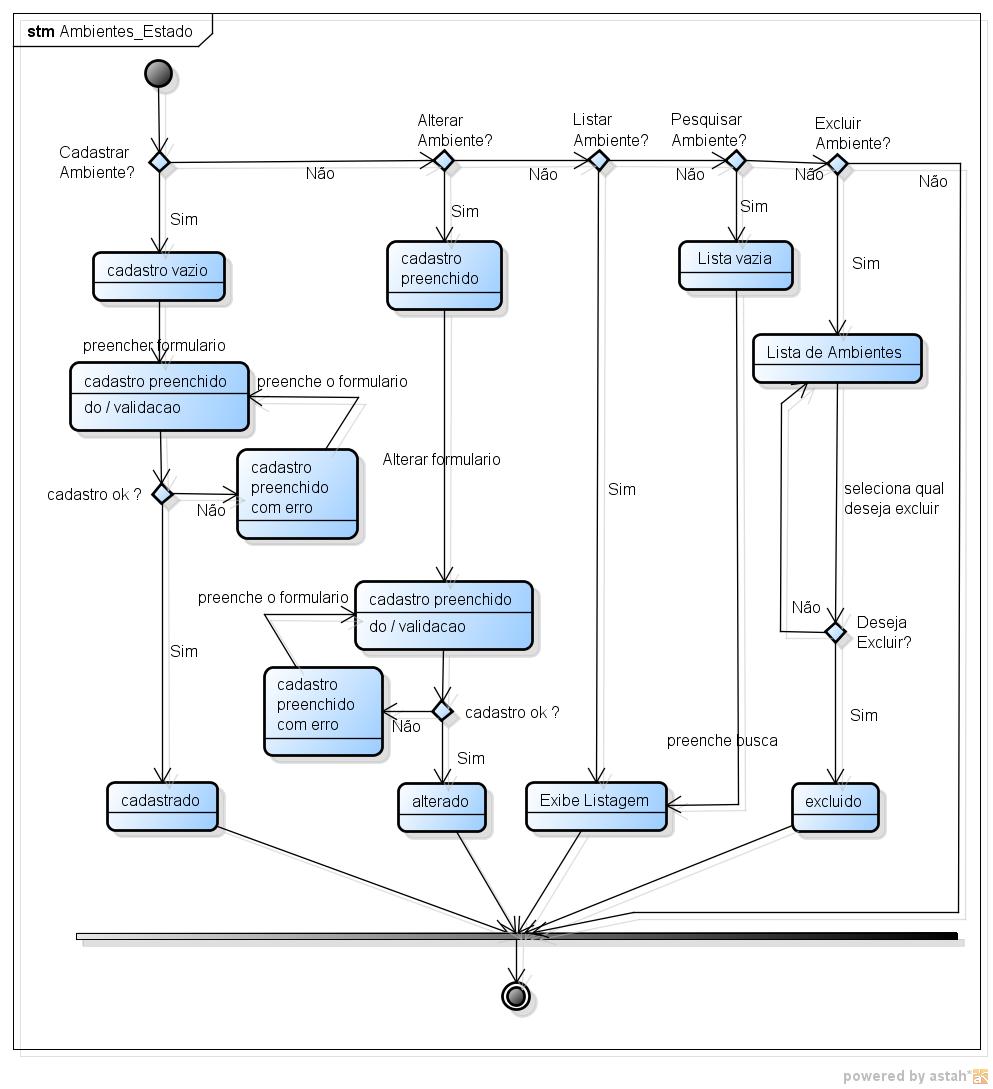 stm Ambientes_Estado
Cadastrar
Ambiente?
Não
Alterar
Ambiente?
Não
Listar
Ambiente?
Não
Pesquisar
Ambiente?
Não
Excluir
Ambiente?
Não
Sim
Sim
Sim
Sim
cadastro vazio
cadastro
preenchido
Lista vazia
Lista de Ambientes
preencher formulario
cadastro preenchido
do / validacao
preenche o formulario
cadastro
preenchido
com erro
cadastro ok ?
Não
Alterar formulario
Sim
seleciona qual
deseja excluir
preenche o formulario
cadastro preenchido
do / validacao
Não
Deseja
Excluir?
Sim
cadastro
preenchido
com erro
Não
cadastro ok ?
Sim
Sim
preenche busca
cadastrado
alterado
Exibe Listagem
excluido
powered by astah*